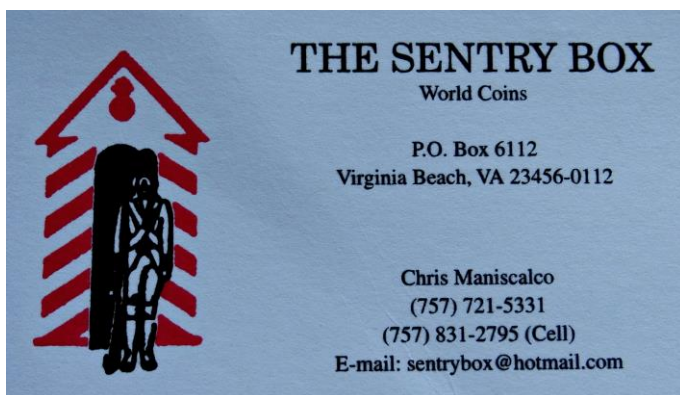 THE SENTRY BOX
World Coins
P.O. Box 6112
Virginia Beach, VA 23456-0112
Chris Maniscalco
(757) 721-5331
(757) 831-2795 (Cell)
E-mail: sentrybox@hotmail.com